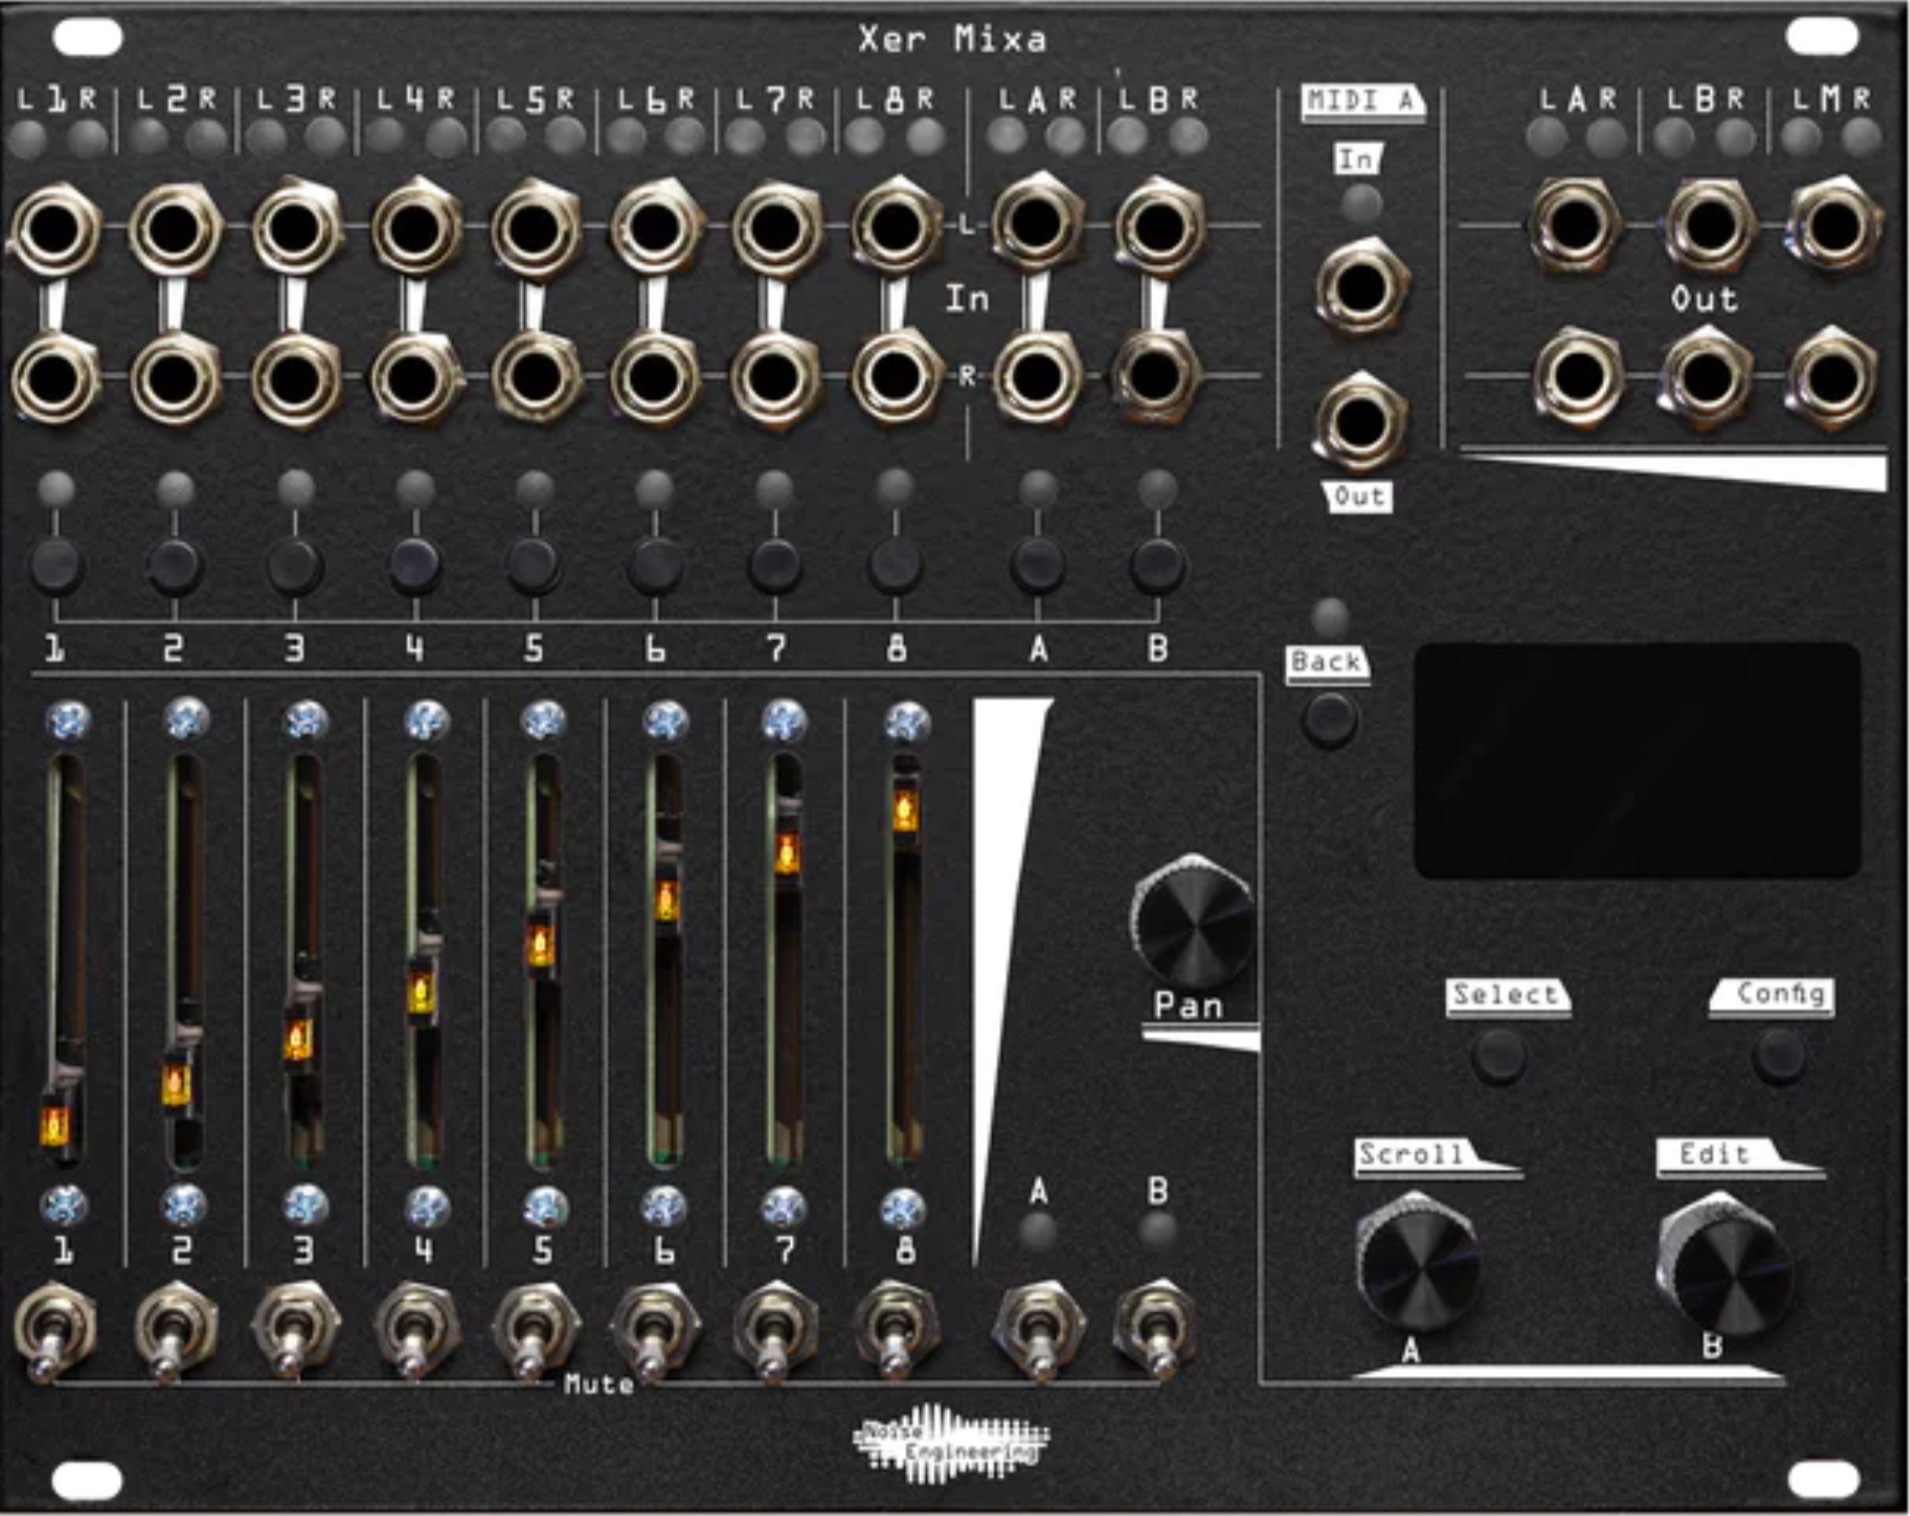 Xer Mixa
L 1 R L 2 R L 3 R L 4 R L 5 R L 6 R L 7 R L 8 R L A R L B R MIDI A L A R L B R L M R
In
L
In Out
R
Out
1 2 3 4 5 6 7 8 A B
Back
Pan Select Config
Scroll Edit
A B
1 2 3 4 5 6 7 8
A B
Mute
Noise
Engineering